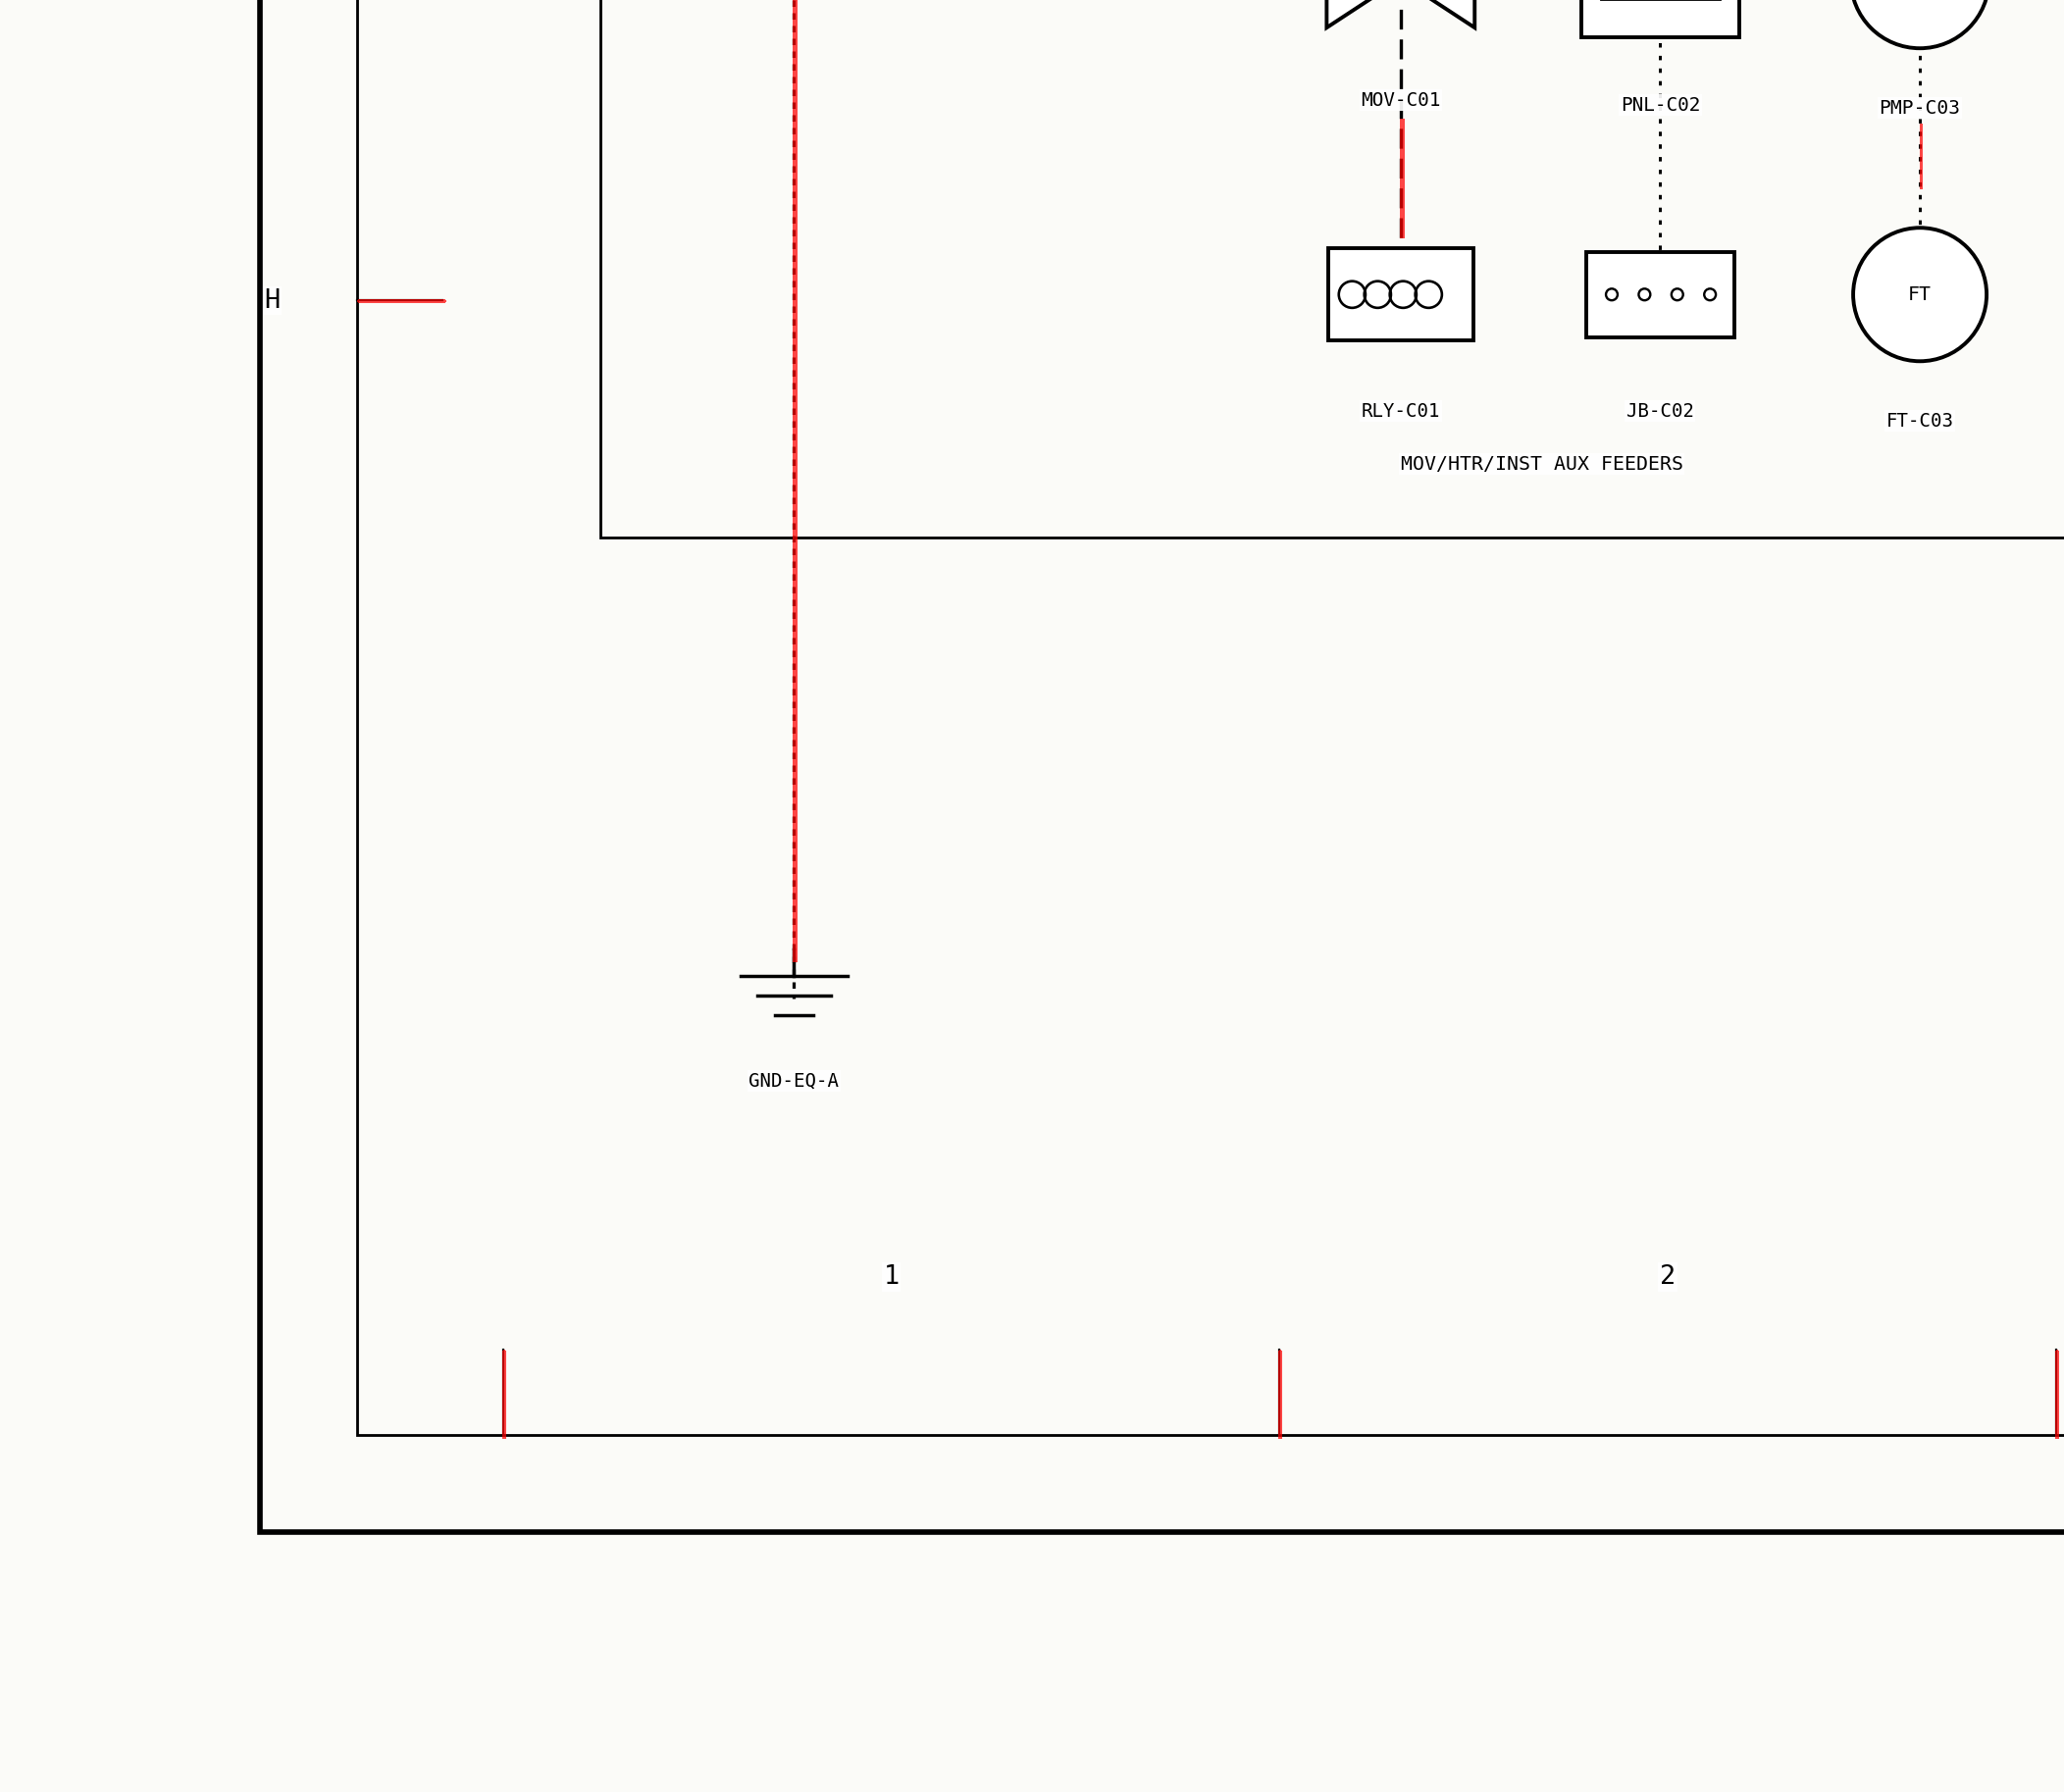 MOV-C01
PNL-C02
PMP-C03
H
FT
RLY-C01
JB-C02
FT-C03
MOV/HTR/INST AUX FEEDERS
GND-EQ-A
1
2